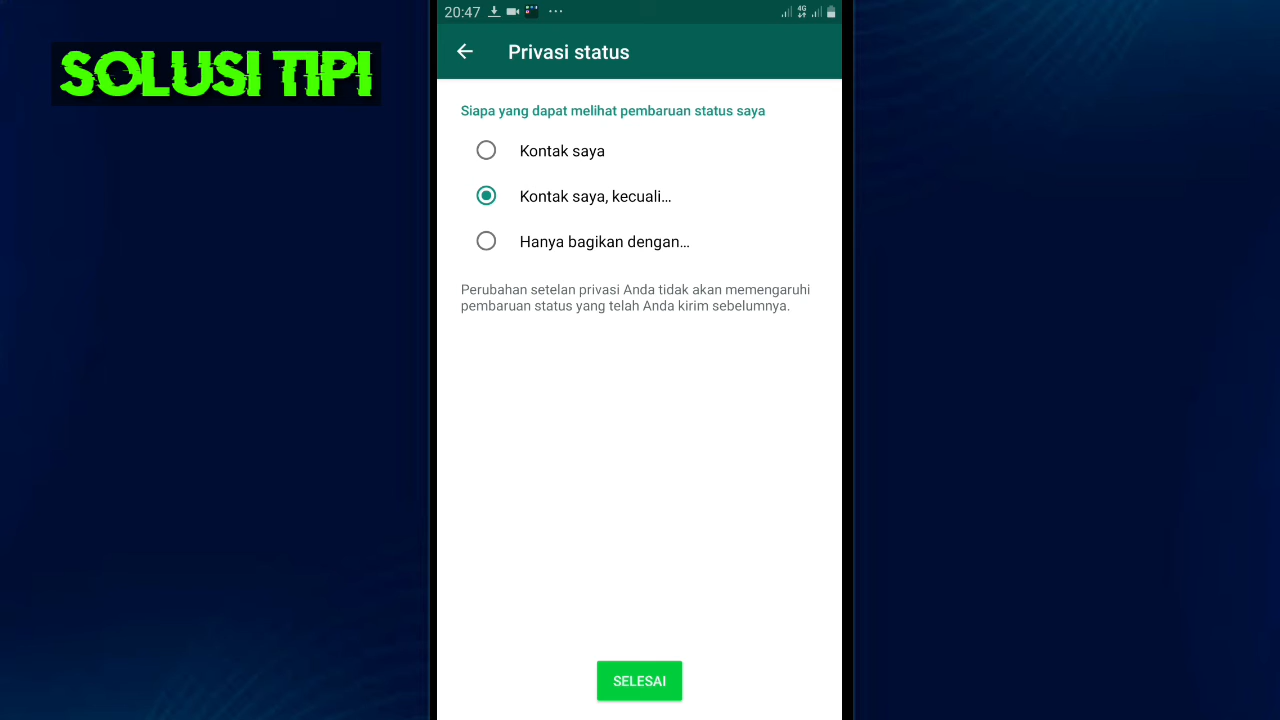 SOLUSI TIPI
20:47
4G
Privasi status
Siapa yang dapat melihat pembaruan status saya
Kontak saya
Kontak saya, kecuali...
Hanya bagikan dengan...
Perubahan setelan privasi Anda tidak akan memengaruhi
pembaruan status yang telah Anda kirim sebelumnya.
SELESAI